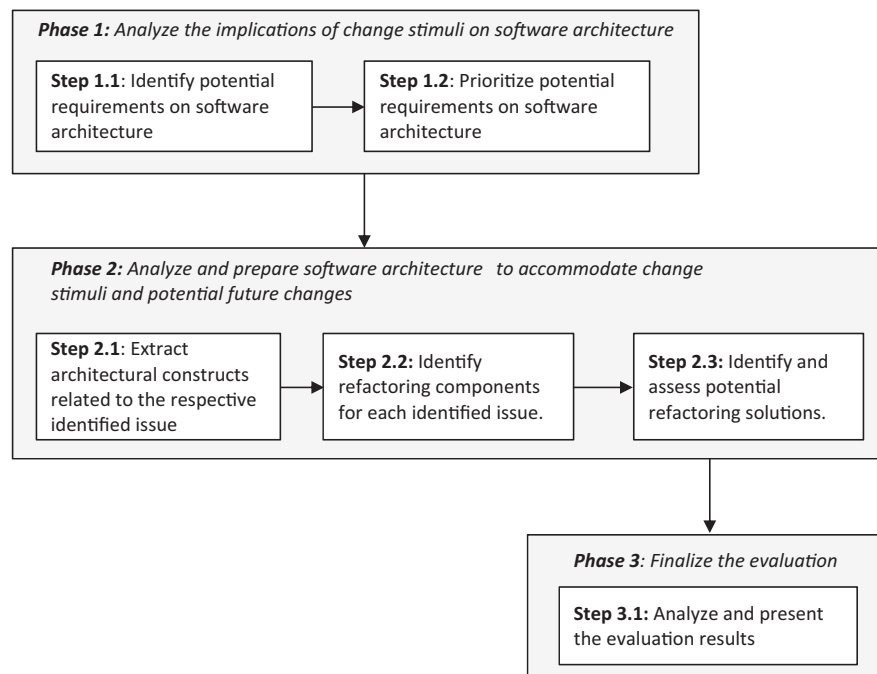 Phase 1: Analyze the implications of change stimuli on software architecture
Step 1.1: Identify potential
requirements on software
architecture
Step 1.2: Prioritize potential
requirements on software
architecture
Phase 2: Analyze and prepare software architecture to accommodate change
stimuli and potential future changes
Step 2.1: Extract
architectural constructs
related to the respective
identified issue
Step 2.2: Identify
refactoring components
for each identified issue.
Step 2.3: Identify and
assess potential
refactoring solutions.
Phase 3: Finalize the evaluation
Step 3.1: Analyze and present
the evaluation results